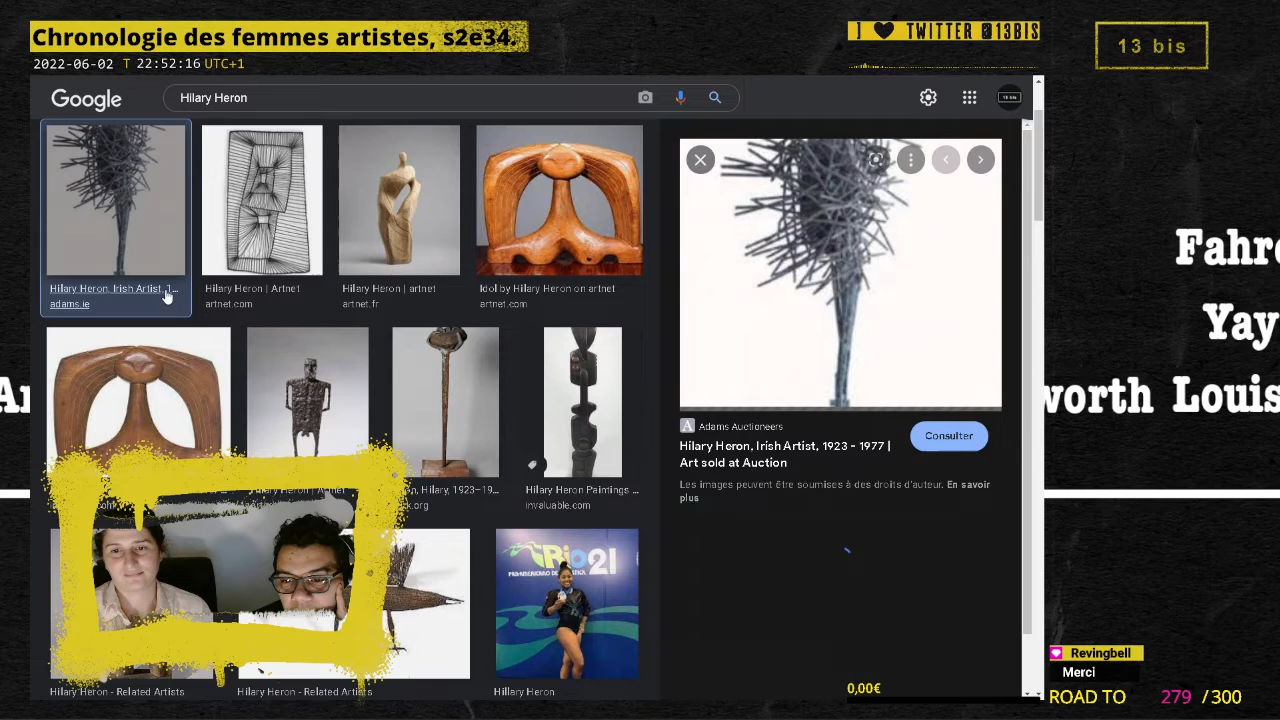 Chronologie des femmes artistes, s2e34.
2022-06-02 T 22:52:16 UTC+1
I ♥ TWITTER @13BIS
13 bis
Google
Hilary Heron
Hilary Heron, Irish Artist, 1...
adams.ie
Hilary Heron | Artnet
artnet.com
Hilary Heron | artnet
artnet.fr
Idol by Hilary Heron on artnet
artnet.com
Adams Auctioneers
Hilary Heron, Irish Artist, 1923 - 1977 |
Art sold at Auction
Consulter
Les images peuvent être soumises à des droits d'auteur. En savoir
plus
Hilary, 1923–19...
Hilary Heron Paintings ...
invaluable.com
Rio21
Hilary Heron - Related Artists
Hilary Heron - Related Artists
Hilary Heron
Yay
worth Louis
Revingbell
Merci
0,00€
ROAD TO 279 / 300